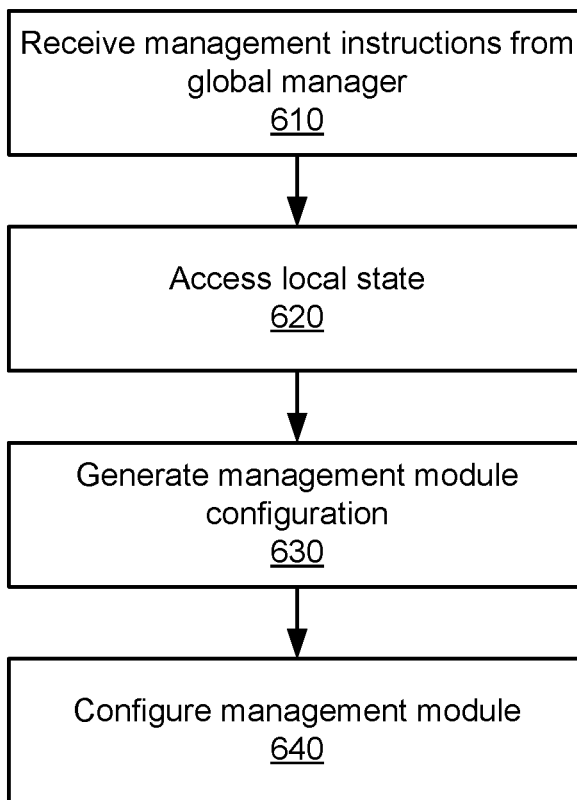 Receive management instructions from
global manager
610
Access local state
620
Generate management module
configuration
630
Configure management module
640